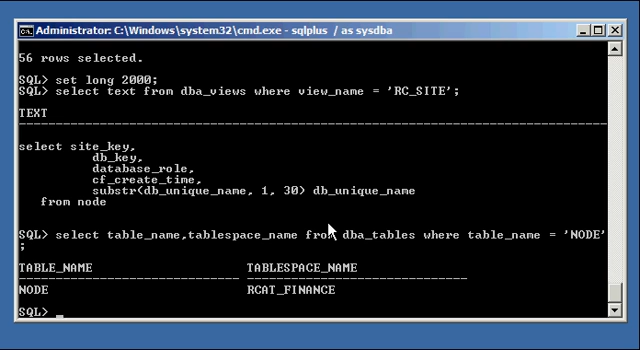 Administrator: C:\Windows\system32\cmd.exe - sqlplus / as sysdba
56 rows selected.
SQL> set long 2000;
SQL> select text from dba_views where view_name = 'RC_SITE';
TEXT
--------------------------------------------------------------------------------
select site_key,
db_key,
database_role,
cf_create_time,
substr(db_unique_name, 1, 30) db_unique_name
from node
SQL> select table_name,tablespace_name from dba_tables where table_name = 'NODE'
;
TABLE_NAME TABLESPACE_NAME
------------------------------ ------------------------------
NODE RCAT_FINANCE
SQL> _